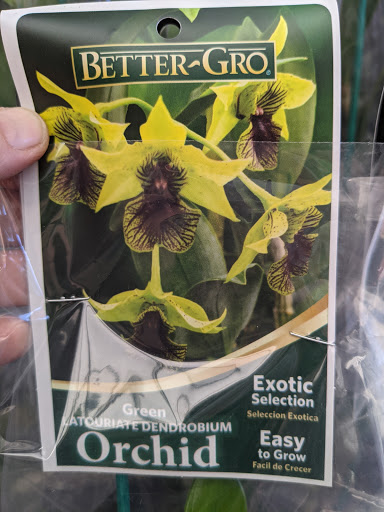 BETTER-GRO®
Exotic
Selection
Seleccion Exotica
Green
LATOURIATE DENDROBIUM
Orchid
Easy
to Grow
Facil de Crecer